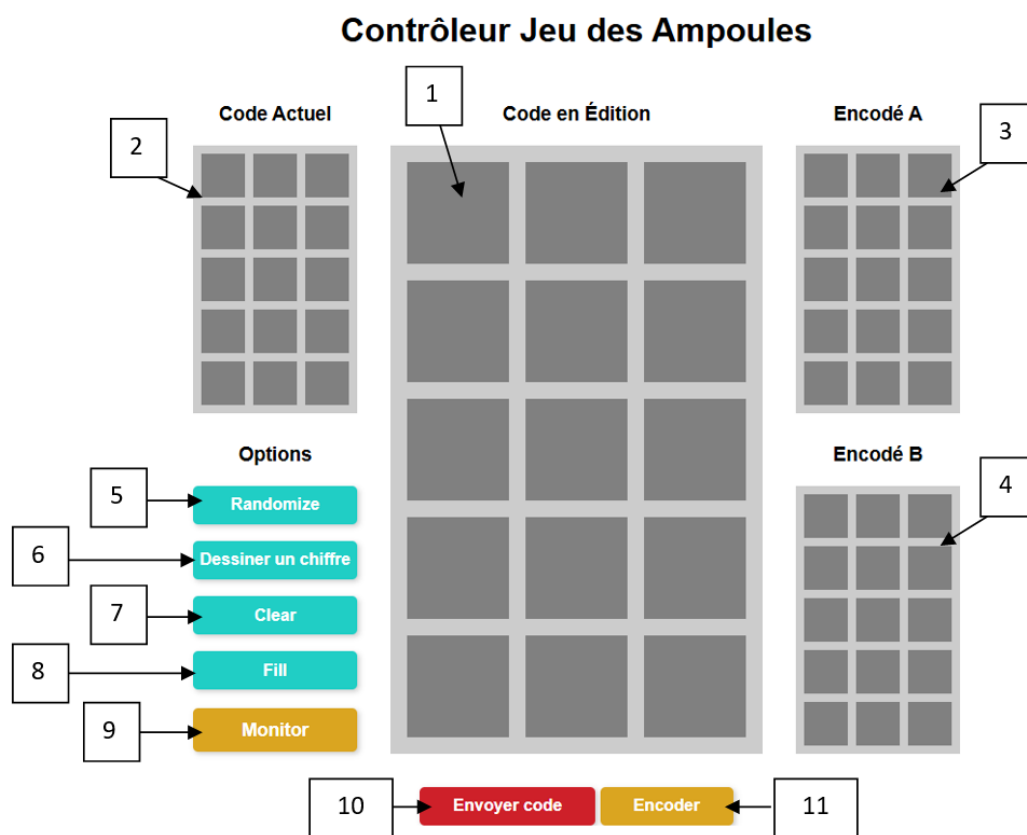 Contrôleur Jeu des Ampoules
1
Code Actuel
Code en Édition
Encodé A
2
3
Options
Encodé B
5
Randomize
4
6
Dessiner un chiffre
7
Clear
8
Fill
9
Monitor
10
Envoyer code
Encoder
11